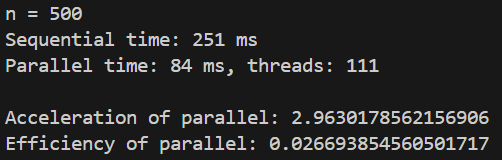 n = 500
Sequential time: 251 ms
Parallel time: 84 ms, threads: 111
Acceleration of parallel: 2.9630178562156906
Efficiency of parallel: 0.026693854560501717